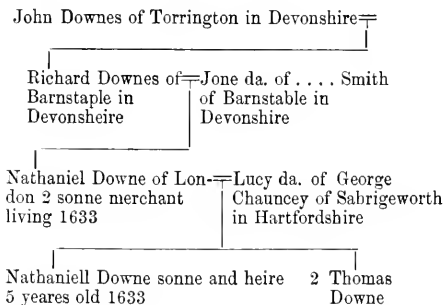 John Downes of Torrington in Devonshire
Richard Downes of
Barnstaple in
Devonsheire
Jone da. of .... Smith
of Barnstable in
Devonshire
Nathaniel Downe of Lon-
don 2 sonne merchant
living 1633
Lucy da. of George
Chauncey of Sabrigeworth
in Hartfordshire
Nathaniell Downe sonne and heire
5 yeares old 1633
2 Thomas
Downe